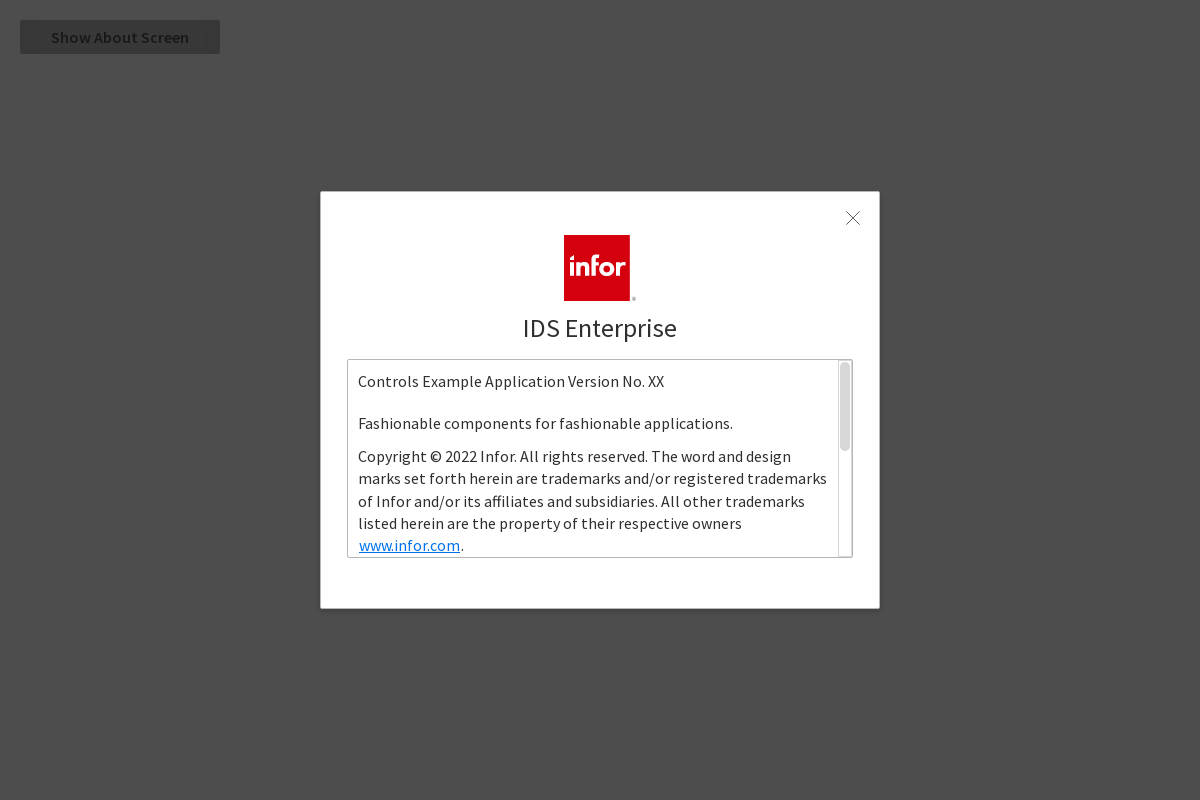 Show About Screen
infor
®
IDS Enterprise
Controls Example Application Version No. XX
Fashionable components for fashionable applications.
Copyright © 2022 Infor. All rights reserved. The word and design
marks set forth herein are trademarks and/or registered trademarks
of Infor and/or its affiliates and subsidiaries. All other trademarks
listed herein are the property of their respective owners
www.infor.com.